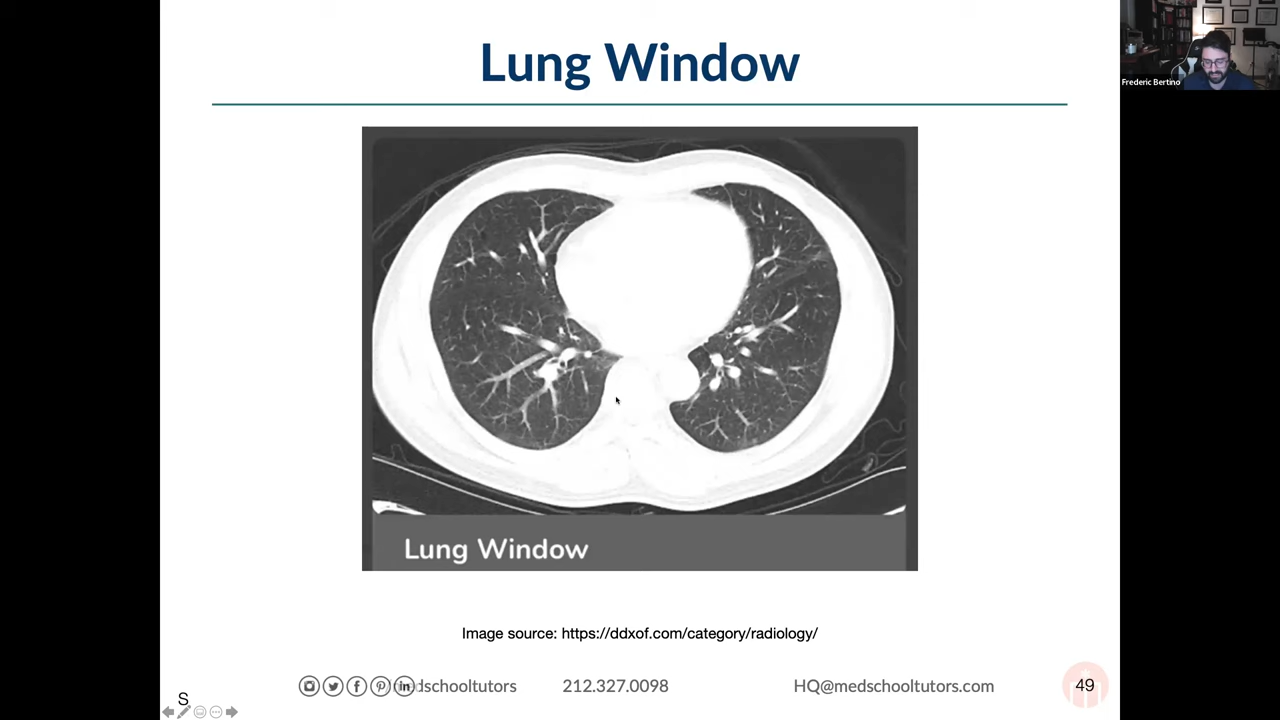 Lung Window
Frederic Bertino
Lung Window
Image source: https://ddxof.com/category/radiology/
dschooltutors
212.327.0098
HQ@medschooltutors.com
49
S